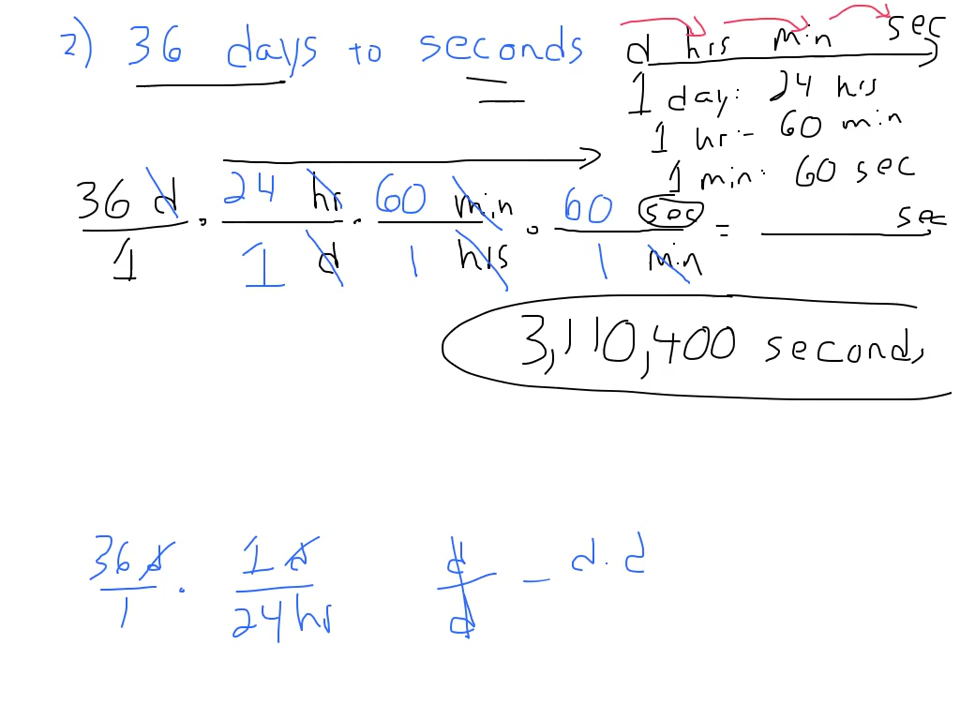 2) 36 days to seconds
d hrs min sec
1 day: 24 hrs
1 hr:- 60 min
1 min: 60 sec
36 d/1 · 24 hr/1 d · 60 min/1 hrs · 60 sec/1 min = ______ sec
3,110,400 seconds
36 d/1 · 1 d/24 hr d/d - d.d